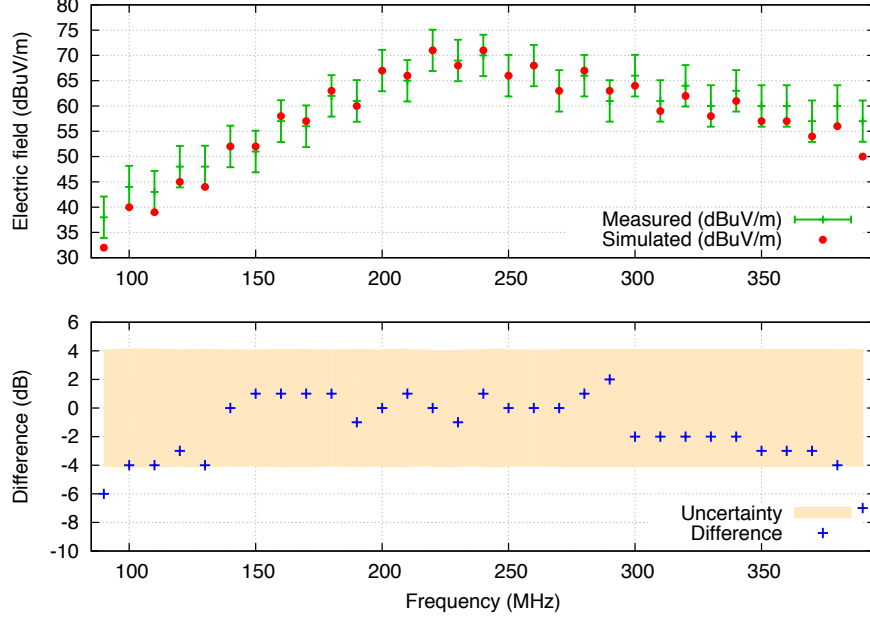 80
75
70
65
60
55
50
45
40
35
30
Electric field (dBuV/m)
Measured (dBuV/m)
Simulated (dBuV/m)
100 150 200 250 300 350
6
4
2
0
-2
-4
-6
-8
-10
Difference (dB)
Uncertainty
Difference
100 150 200 250 300 350
Frequency (MHz)